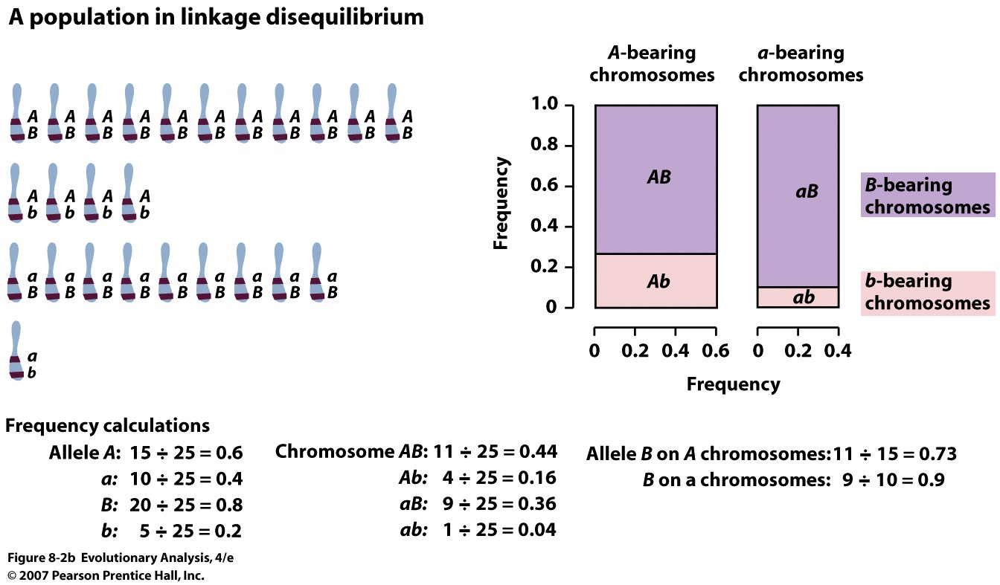 A population in linkage disequilibrium
A A A A A A A A A A A
B B B B B B B B B B B
A A A A
b b b b
a a a a a a a a a
B B B B B B B B B
a
b
A-bearing
chromosomes
a-bearing
chromosomes
1.0
0.8
0.6
0.4
0.2
0
Frequency
AB
Ab
aB
ab
B-bearing
chromosomes
b-bearing
chromosomes
0 0.2 0.4 0.6
0 0.2 0.4
Frequency
Frequency calculations
Allele A: 15 ÷ 25 = 0.6
a: 10 ÷ 25 = 0.4
B: 20 ÷ 25 = 0.8
b: 5 ÷ 25 = 0.2
Chromosome AB: 11 ÷ 25 = 0.44
Ab: 4 ÷ 25 = 0.16
aB: 9 ÷ 25 = 0.36
ab: 1 ÷ 25 = 0.04
Allele B on A chromosomes: 11 ÷ 15 = 0.73
B on a chromosomes: 9 ÷ 10 = 0.9
Figure 8-2b Evolutionary Analysis, 4/e
© 2007 Pearson Prentice Hall, Inc.